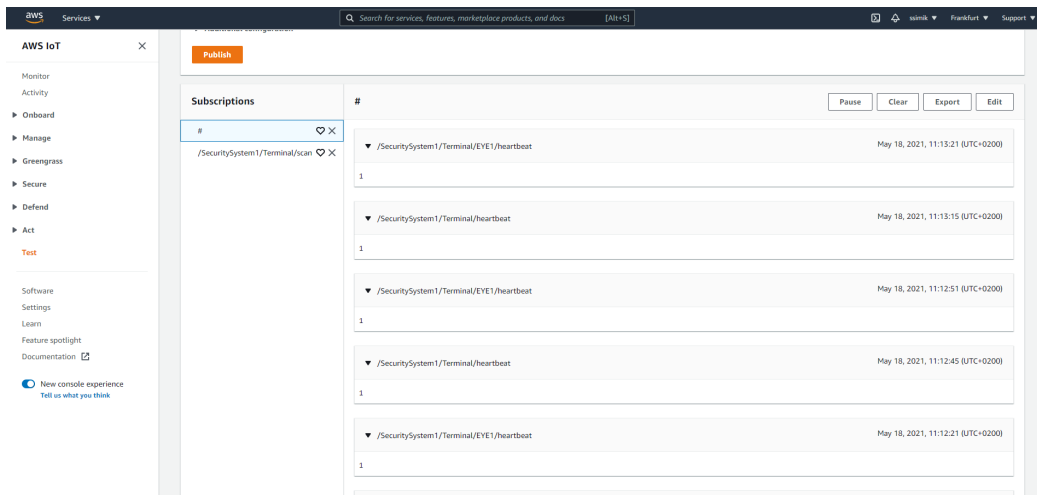 aws Services ▼ Search for services, features, marketplace products, and docs [Alt+S] ssimik ▼ Frankfurt ▼ Support ▼
AWS IoT
Monitor
Activity
Onboard
Manage
Greengrass
Secure
Defend
Act
Test
Software
Settings
Learn
Feature spotlight
Documentation
New console experience
Tell us what you think
Additional configuration
Publish
Subscriptions
#
/SecuritySystem1/Terminal/scan
# Pause Clear Export Edit
/SecuritySystem1/Terminal/EYE1/heartbeat May 18, 2021, 11:13:21 (UTC+0200)
1
/SecuritySystem1/Terminal/heartbeat May 18, 2021, 11:13:15 (UTC+0200)
1
/SecuritySystem1/Terminal/EYE1/heartbeat May 18, 2021, 11:12:51 (UTC+0200)
1
/SecuritySystem1/Terminal/heartbeat May 18, 2021, 11:12:45 (UTC+0200)
1
/SecuritySystem1/Terminal/EYE1/heartbeat May 18, 2021, 11:12:21 (UTC+0200)
1